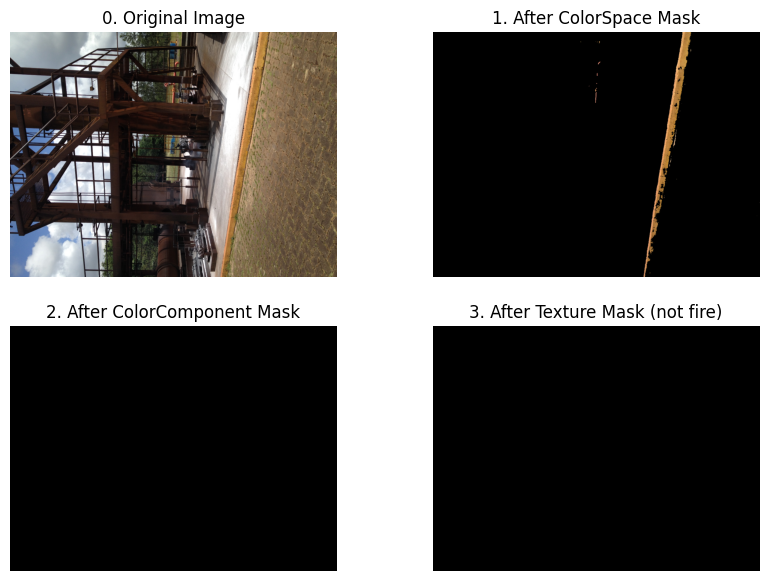 0. Original Image
1. After ColorSpace Mask
2. After ColorComponent Mask
3. After Texture Mask (not fire)